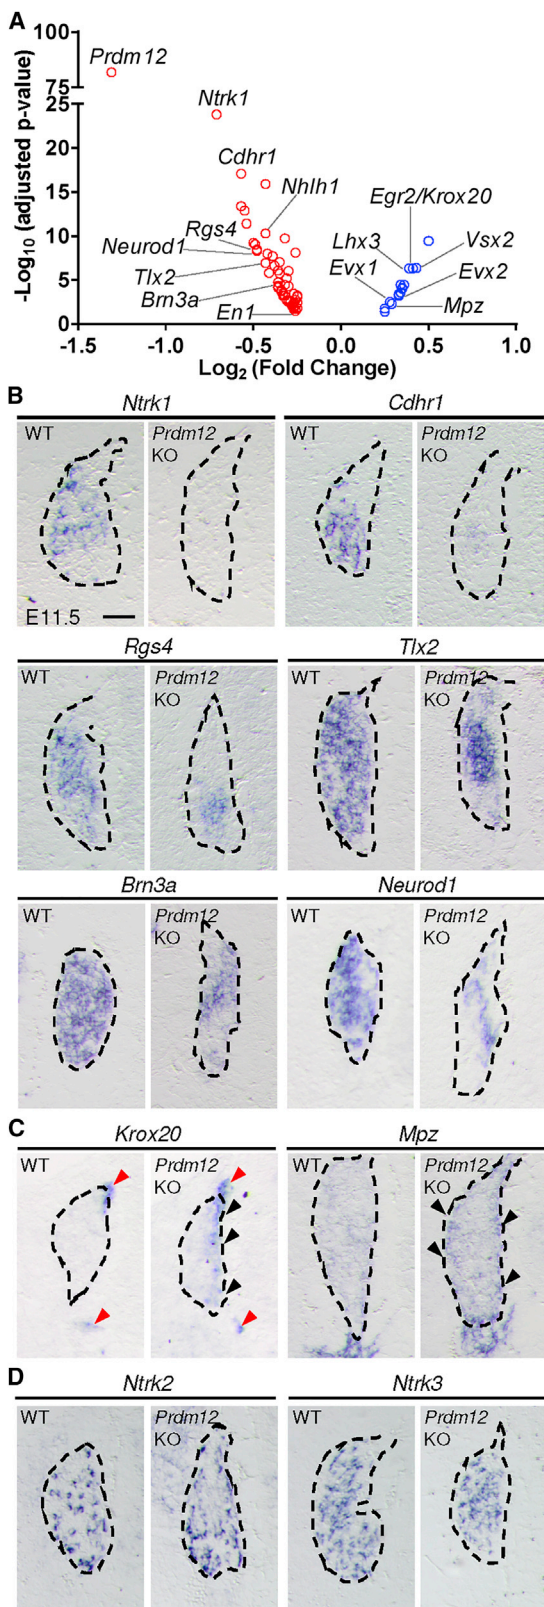 A
-Log10 (adjusted p-value)
100
75
25
20
15
10
5
0
Prdm12
Ntrk1
Cdhr1
Nhlh1
Rgs4
Neurod1
Tlx2
Brn3a
En1
Egr2/Krox20
Lhx3
Vsx2
Evx1
Evx2
Mpz
-1.5 -1.0 -0.5 0.0 0.5 1.0
Log2 (Fold Change)
B
Ntrk1 Cdhr1
WT Prdm12 WT Prdm12
KO KO
E11.5
Rgs4 Tlx2
WT Prdm12 WT Prdm12
KO KO
Brn3a Neurod1
WT Prdm12 WT Prdm12
KO KO
C
Krox20 Mpz
WT Prdm12 WT Prdm12
KO KO
D
Ntrk2 Ntrk3
WT Prdm12 WT Prdm12
KO KO